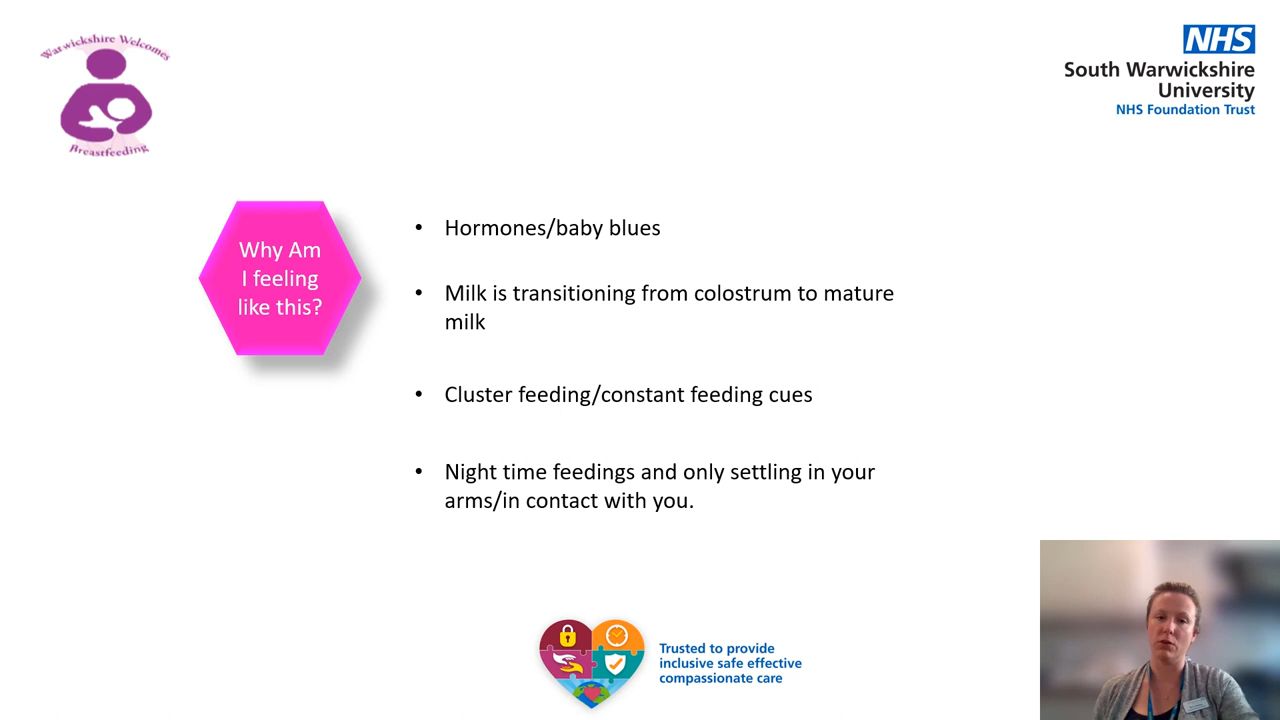 Warwickshire Welcomes
Breastfeeding
NHS
South Warwickshire
University
NHS Foundation Trust
Why Am
I feeling
like this?
• Hormones/baby blues
• Milk is transitioning from colostrum to mature
milk
• Cluster feeding/constant feeding cues
• Night time feedings and only settling in your
arms/in contact with you.
Trusted to provide
inclusive safe effective
compassionate care